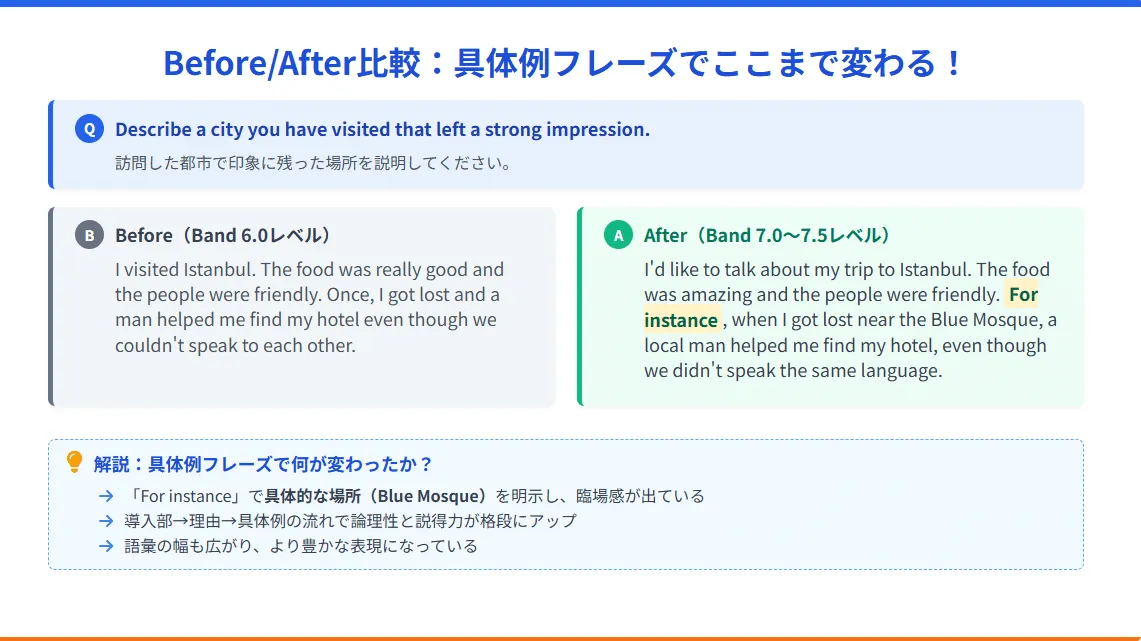 Before/After比較：具体例フレーズでここまで変わる！
Q Describe a city you have visited that left a strong impression.
訪問した都市で印象に残った場所を説明してください。
B Before（Band 6.0レベル）
I visited Istanbul. The food was really good and
the people were friendly. Once, I got lost and a
man helped me find my hotel even though we
couldn't speak to each other.
A After（Band 7.0〜7.5レベル）
I'd like to talk about my trip to Istanbul. The food
was amazing and the people were friendly. For
instance, when I got lost near the Blue Mosque, a
local man helped me find my hotel, even though
we didn't speak the same language.
解説：具体例フレーズで何が変わったか？
→ 「For instance」で具体的な場所（Blue Mosque）を明示し、臨場感が出ている
→ 導入部→理由→具体例の流れで論理性と説得力が格段にアップ
→ 語彙の幅も広がり、より豊かな表現になっている